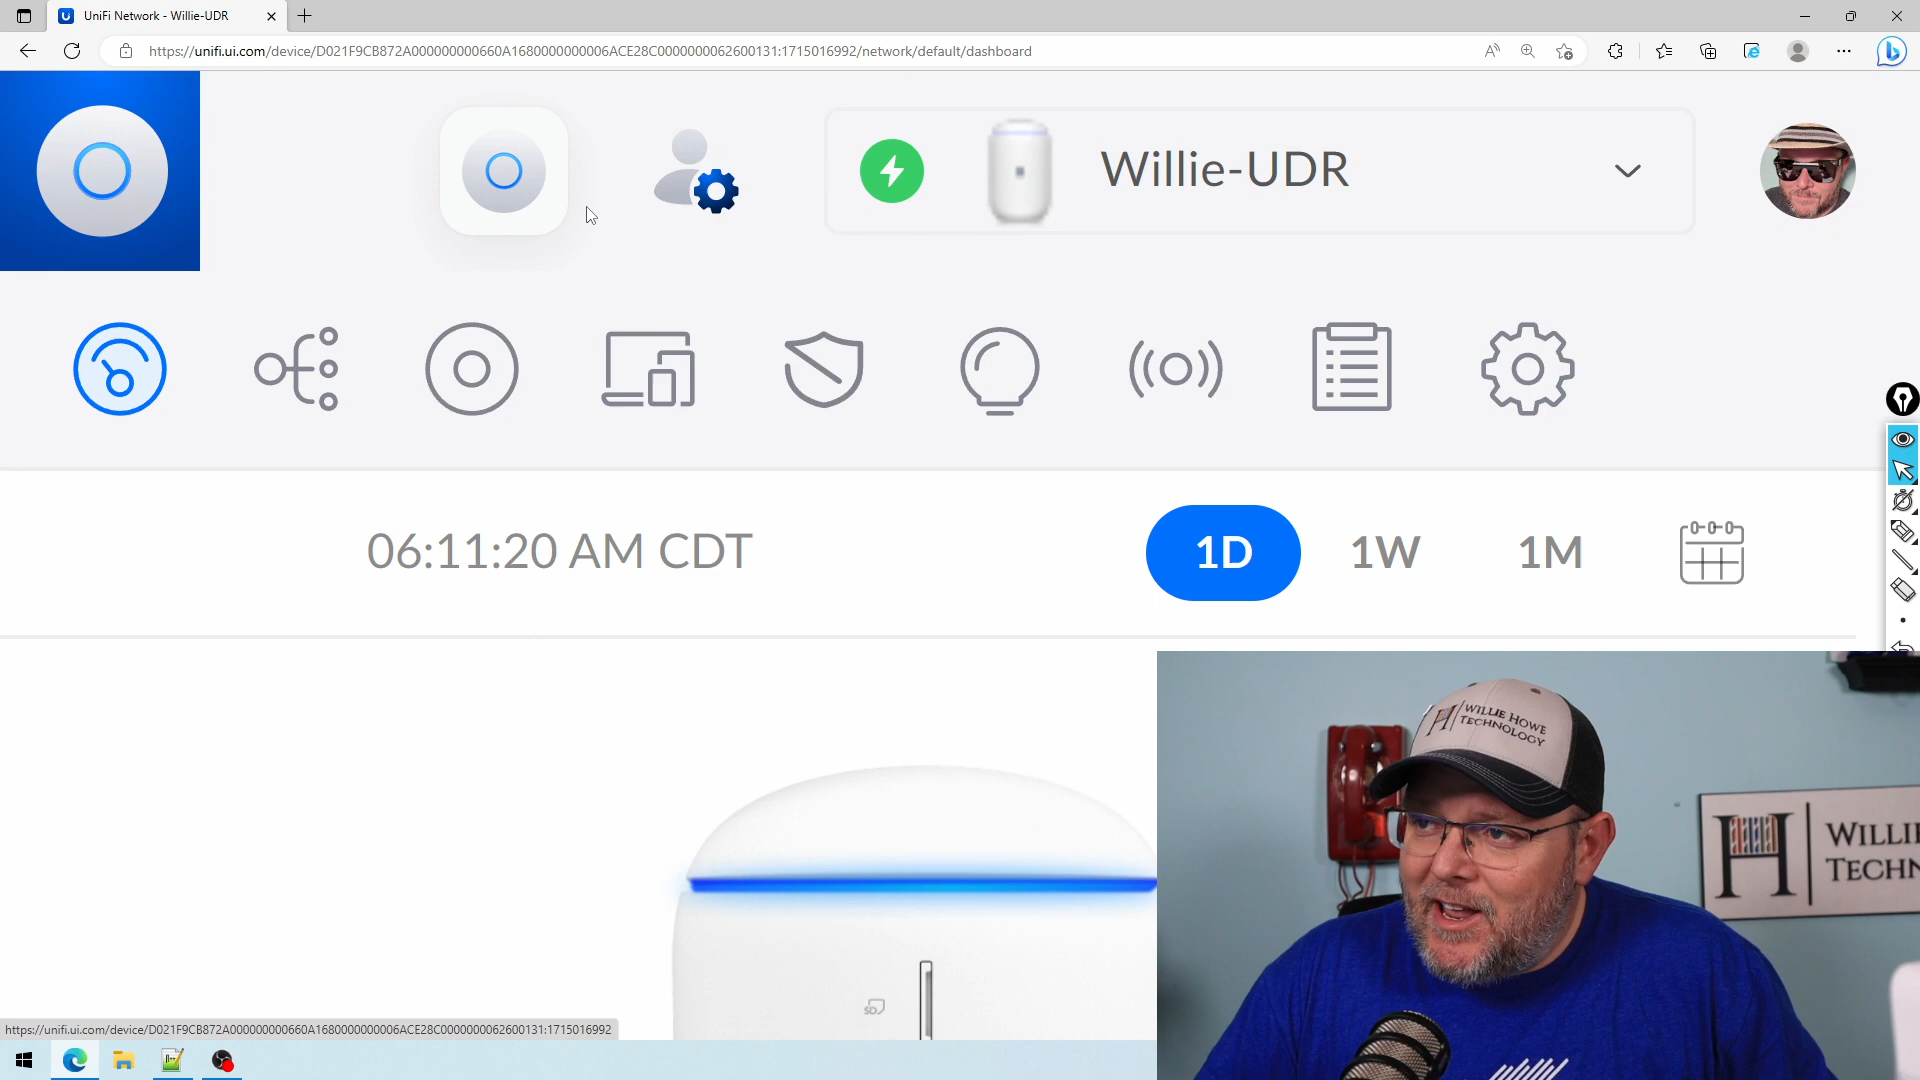 UniFi Network - Willie-UDR
https://unifi.ui.com/device/D021F9CB872A000000000660A1680000000006ACE28C0000000062600131:1715016992/network/default/dashboard
Willie-UDR
06:11:20 AM CDT
1D
1W
1M
WILLIE HOWE
TECHNOLOGY
H
WILLI
TECHN
SD
https://unifi.ui.com/device/D021F9CB872A000000000660A1680000000006ACE28C0000000062600131:1715016992